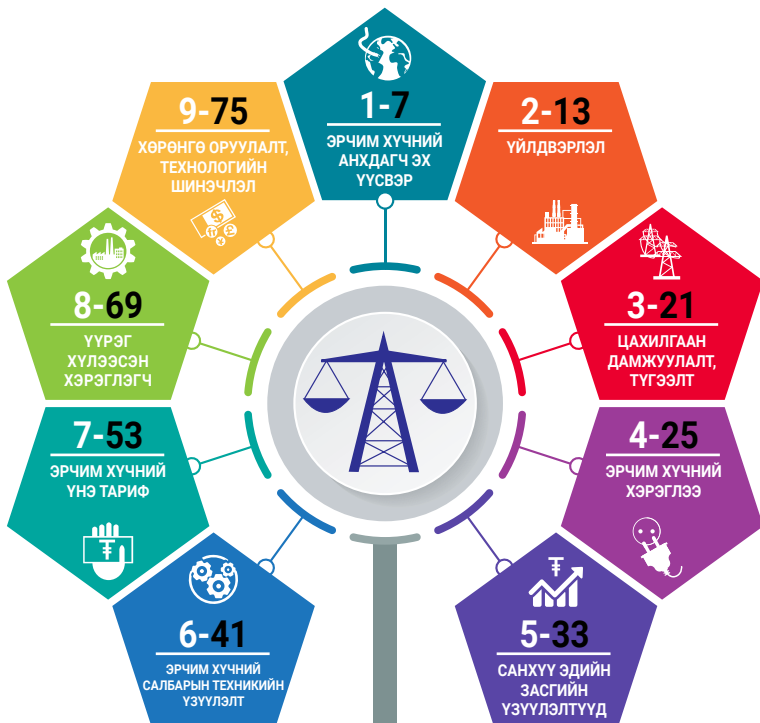 1-7
ЭРЧИМ ХҮЧНИЙ
АНХДАГЧ ЭХ
ҮҮСВЭР
2-13
ҮЙЛДВЭРЛЭЛ
3-21
ЦАХИЛГААН
ДАМЖУУЛАЛТ,
ТҮГЭЭЛТ
4-25
ЭРЧИМ ХҮЧНИЙ
ХЭРЭГЛЭЭ
₮
5-33
САНХҮҮ ЭДИЙН
ЗАСГИЙН
ҮЗҮҮЛЭЛТҮҮД
6-41
ЭРЧИМ ХҮЧНИЙ
САЛБАРЫН ТЕХНИКИЙН
ҮЗҮҮЛЭЛТ
7-53
ЭРЧИМ ХҮЧНИЙ
ҮНЭ ТАРИФ
₮
8-69
ҮҮРЭГ
ХҮЛЭЭСЭН
ХЭРЭГЛЭГЧ
9-75
ХӨРӨНГӨ ОРУУЛАЛТ,
ТЕХНОЛОГИЙН
ШИНЭЧЛЭЛ
$